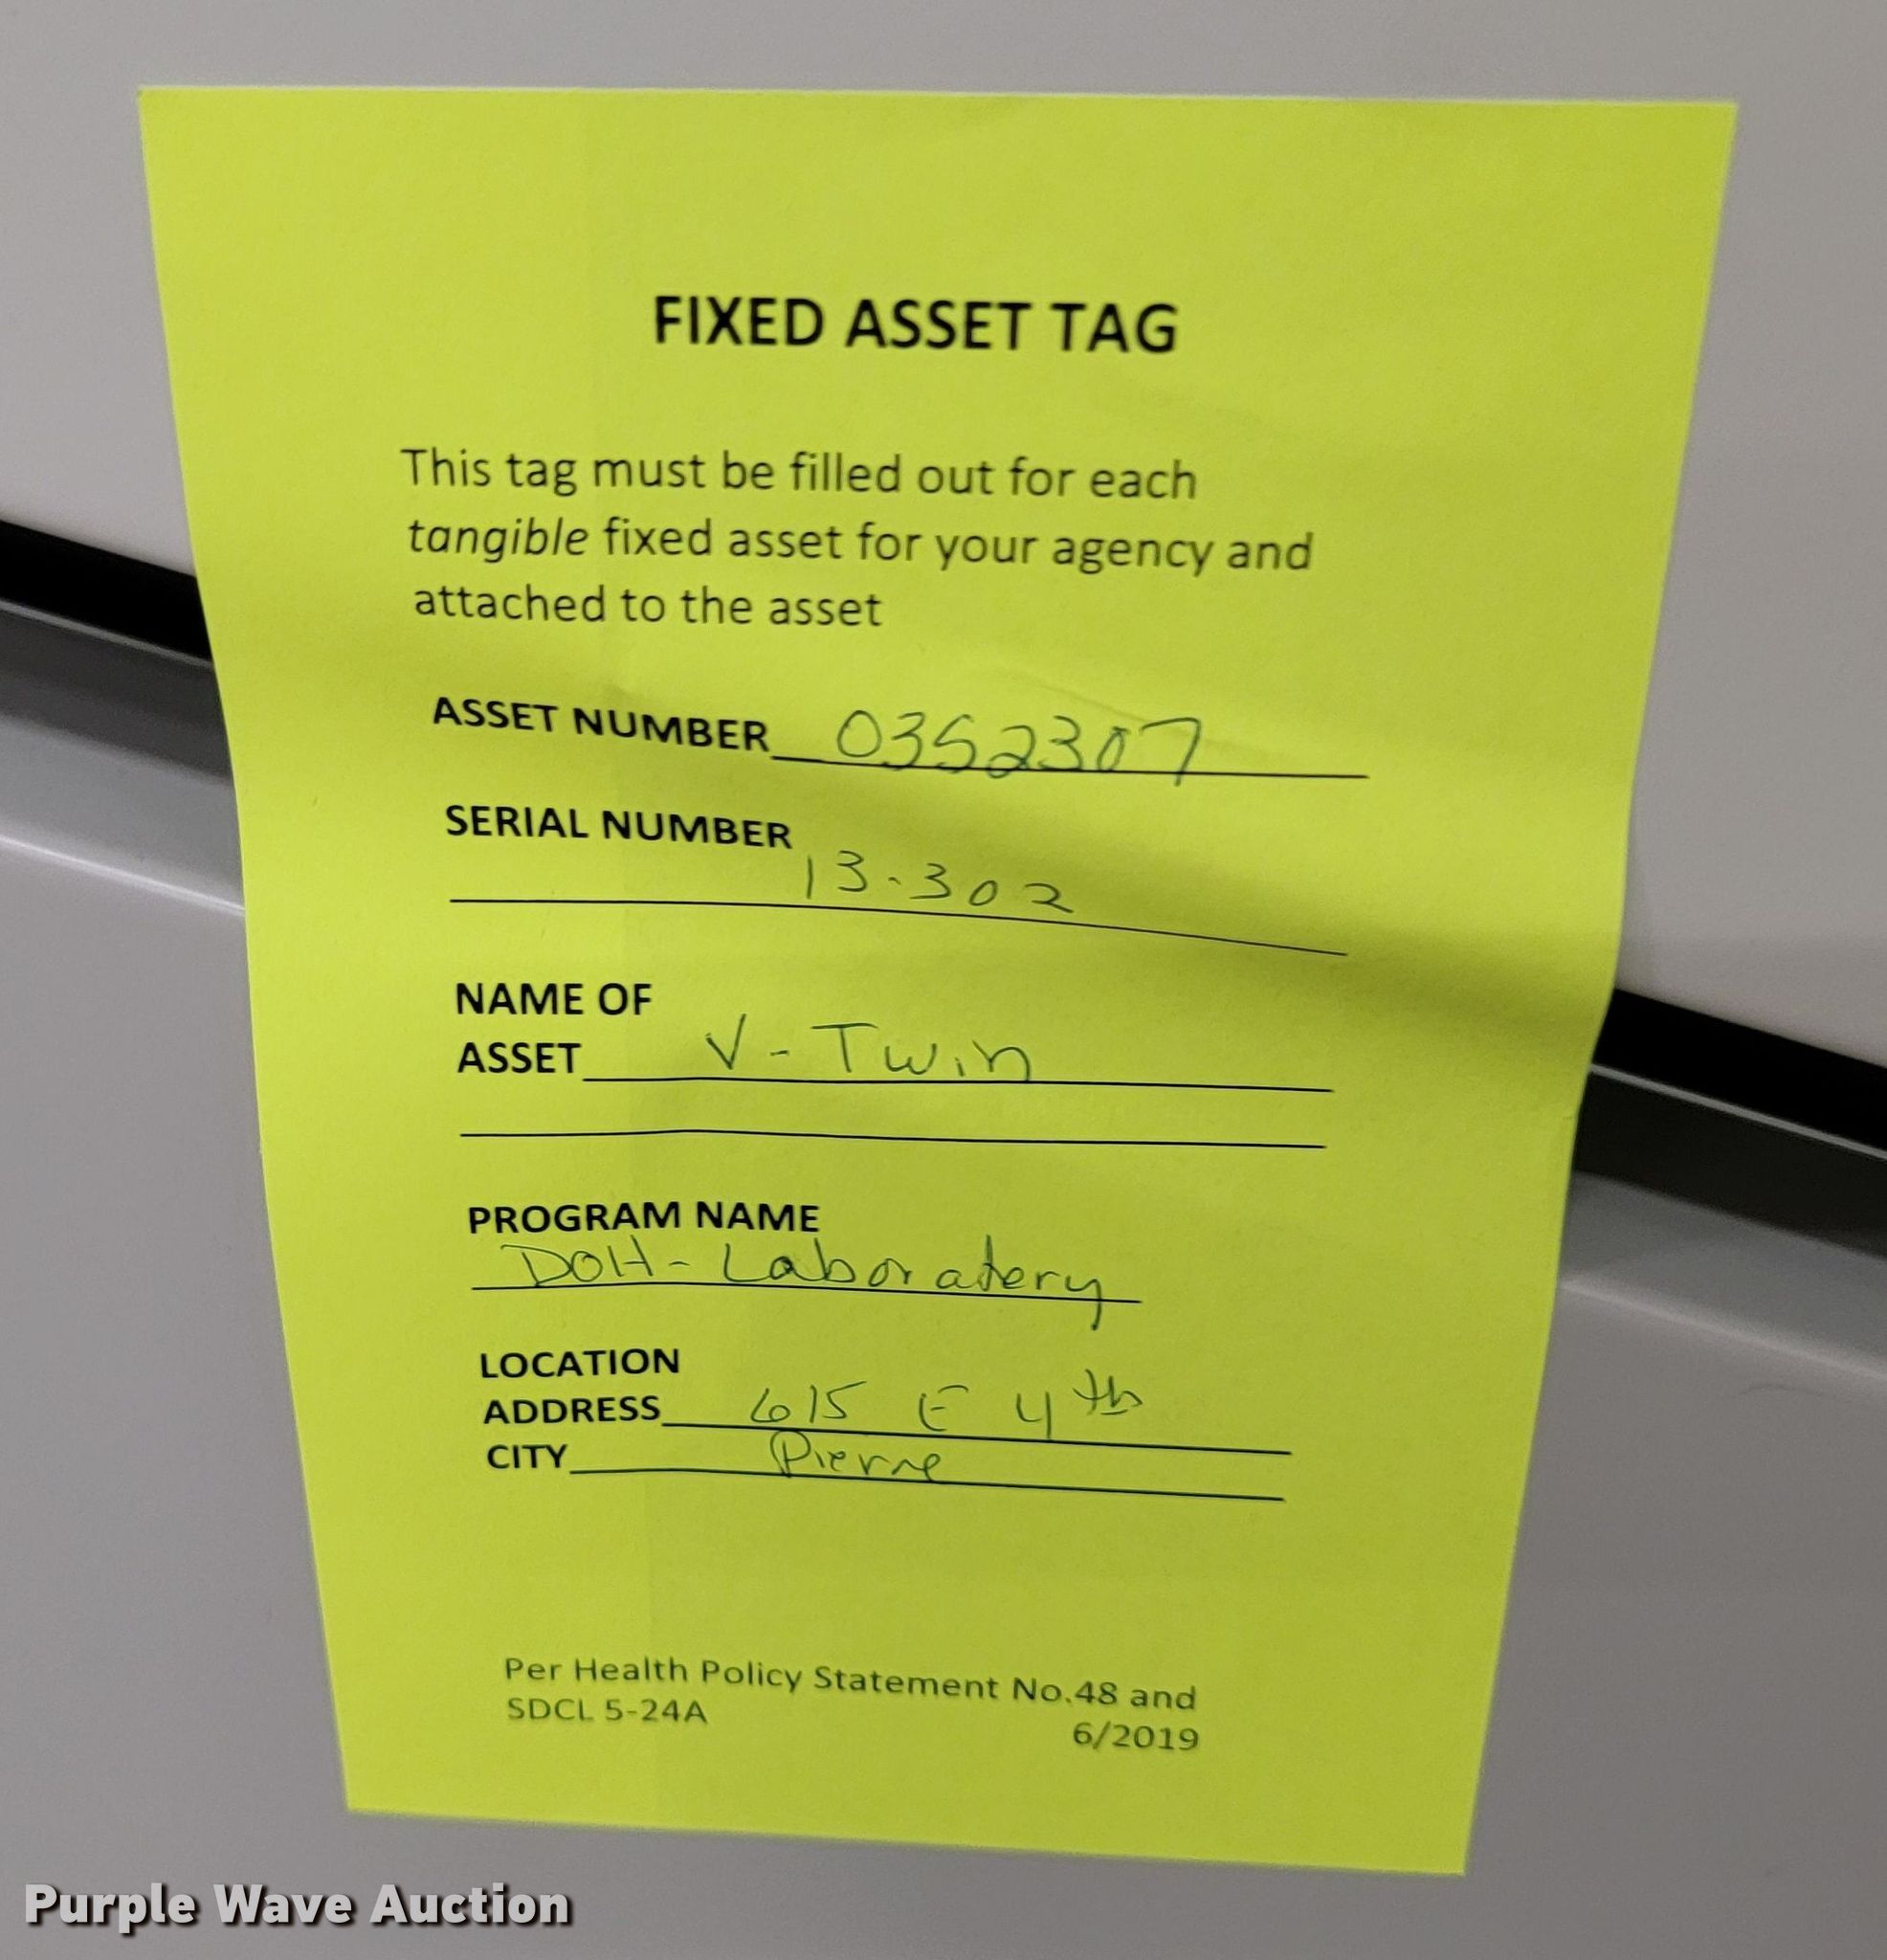 FIXED ASSET TAG
This tag must be filled out for each
tangible fixed asset for your agency and
attached to the asset
ASSET NUMBER 0352307
SERIAL NUMBER
13-302
NAME OF
ASSET V-Twin
PROGRAM NAME
DOH-Laboratery
LOCATION
ADDRESS 615 E 4th
CITY Pierre
Per Health Policy Statement No.48 and
SDCL 5-24A
6/2019
Purple Wave Auction